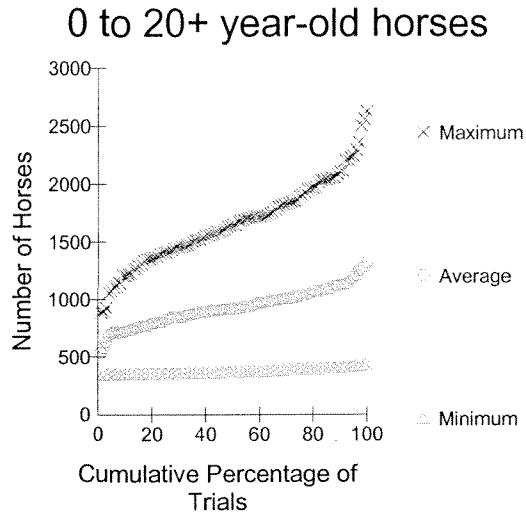 0 to 20+ year-old horses
3000
2500
2000
1500
1000
500
0
Number of Horses
0 20 40 60 80 100
Cumulative Percentage of
Trials
Maximum
Average
Minimum